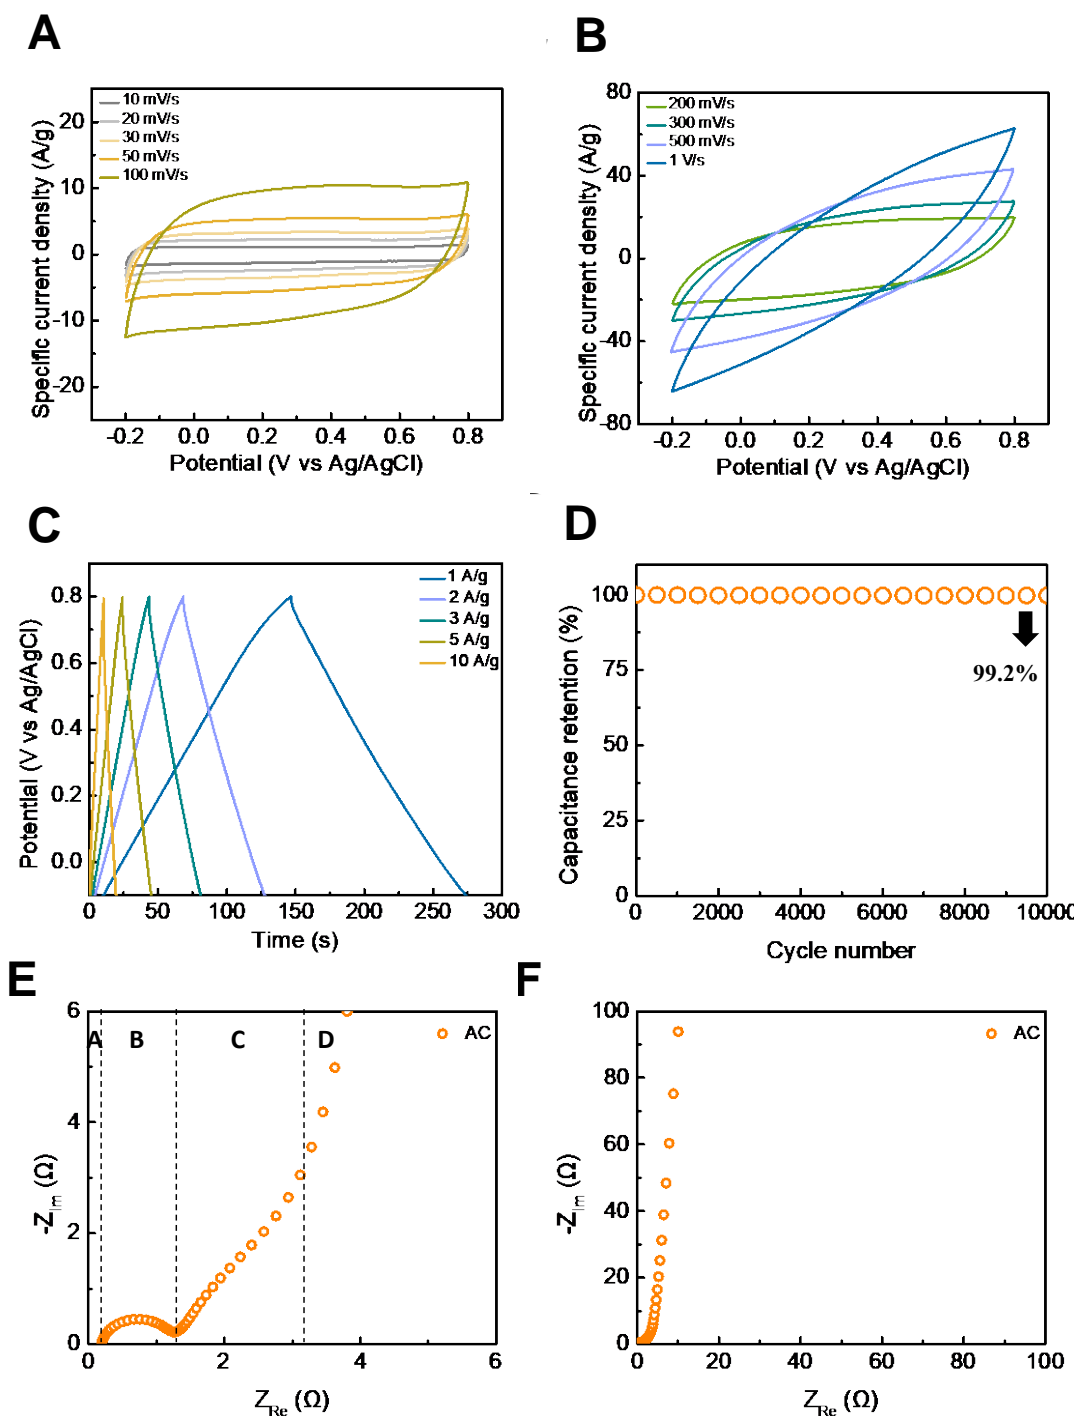 A
Specific current density (A/g)
20
10
0
-10
-20
10 mV/s
20 mV/s
30 mV/s
50 mV/s
100 mV/s
-0.2 0.0 0.2 0.4 0.6 0.8
Potential (V vs Ag/AgCl)
B
Specific current density (A/g)
80
40
0
-40
-80
200 mV/s
300 mV/s
500 mV/s
1 V/s
-0.2 0.0 0.2 0.4 0.6 0.8
Potential (V vs Ag/AgCl)
C
Potential (V vs Ag/AgCl)
0.8
0.6
0.4
0.2
0.0
1 A/g
2 A/g
3 A/g
5 A/g
10 A/g
0 50 100 150 200 250 300
Time (s)
D
Capacitance retention (%)
100
75
50
25
0
99.2%
0 2000 4000 6000 8000 10000
Cycle number
E
-ZIm (Ω)
6
4
2
0
A B C D
AC
0 2 4 6
ZRe (Ω)
F
-ZIm (Ω)
100
80
60
40
20
0
AC
0 20 40 60 80 100
ZRe (Ω)